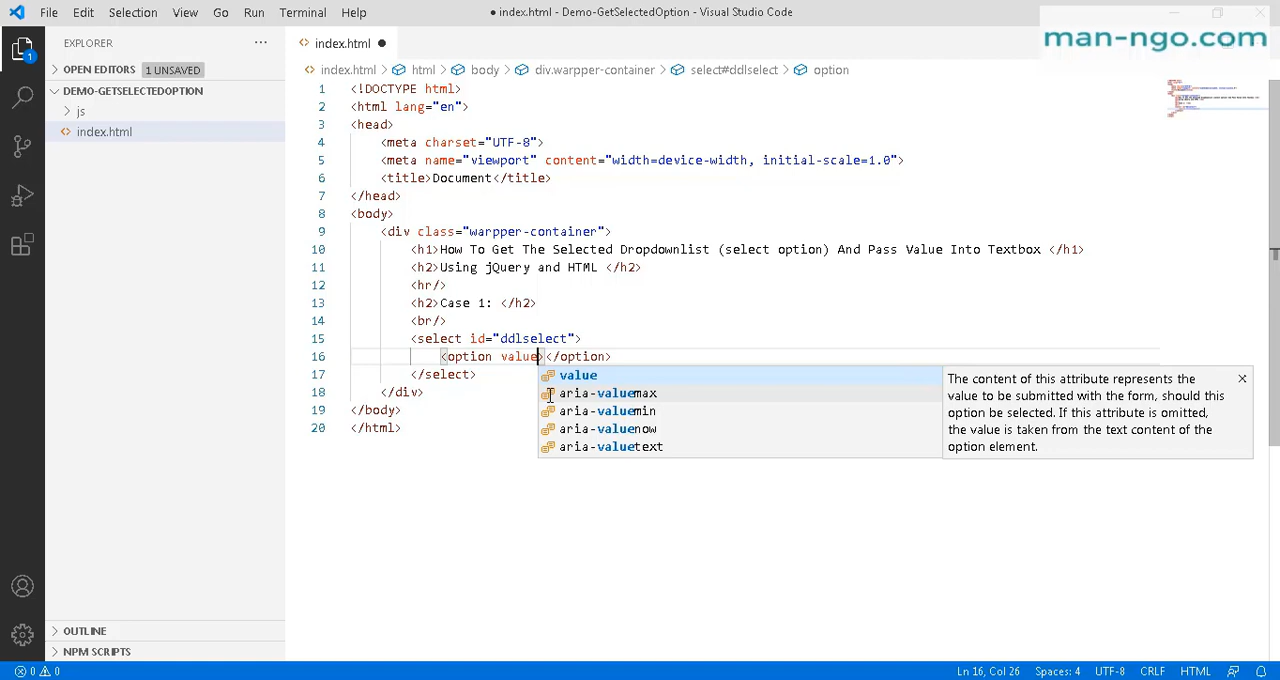 File Edit Selection View Go Run Terminal Help
● index.html - Demo-GetSelectedOption - Visual Studio Code
man-ngo.com
EXPLORER ···
index.html ●
OPEN EDITORS 1 UNSAVED
index.html > html > body > div.warpper-container > select#ddlselect > option
DEMO-GETSELECTEDOPTION
js
index.html
1
1 <!DOCTYPE html>
2 <html lang="en">
3 <head>
4 <meta charset="UTF-8">
5 <meta name="viewport" content="width=device-width, initial-scale=1.0">
6 <title>Document</title>
7 </head>
8 <body>
9 <div class="warpper-container">
10 <h1>How To Get The Selected Dropdownlist (select option) And Pass Value Into Textbox </h1>
11 <h2>Using jQuery and HTML </h2>
12 <hr/>
13 <h2>Case 1: </h2>
14 <br/>
15 <select id="ddlselect">
16 <option value></option>
17 </select>
18 </div>
19 </body>
20 </html>
value
aria-valuemax
aria-valuemin
aria-valuenow
aria-valuetext
The content of this attribute represents the
value to be submitted with the form, should this
option be selected. If this attribute is omitted,
the value is taken from the text content of the
option element.
OUTLINE
NPM SCRIPTS
0 0
Ln 16, Col 26 Spaces: 4 UTF-8 CRLF HTML